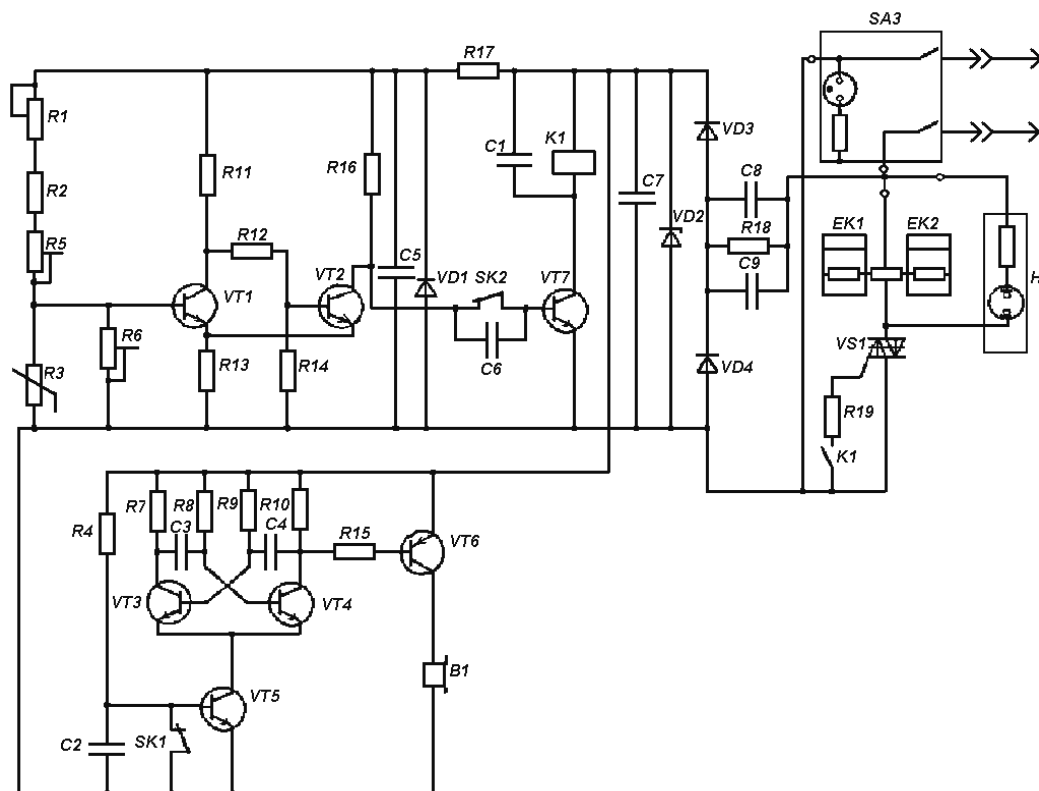 SA3
R17
R1
VD3
C1
K1
R11
R16
C8
R2
C7
R18
R5
R12
VD2
EK1
EK2
C5
C9
VT2
VD1
SK2
VT7
H
VT1
R6
VS1
R3
R13
R14
C6
VD4
R19
K1
R7
R8
R9
R10
R4
C3
C4
R15
VT6
VT3
VT4
B1
VT5
C2
SK1